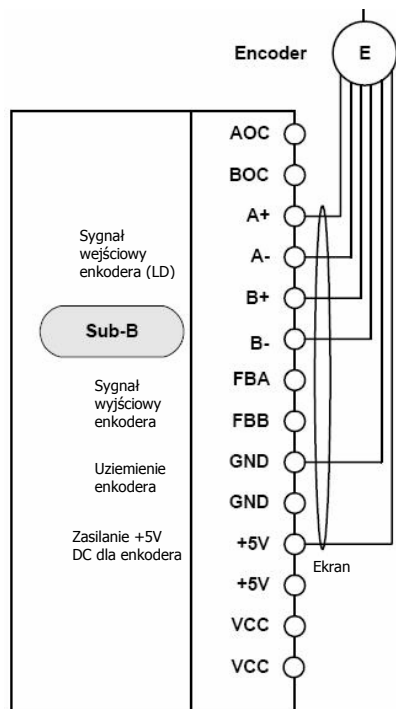 Encoder
E
AOC
BOC
A+
Sygnał
wejściowy
enkodera (LD)
A-
B+
Sub-B
B-
Sygnał
wyjściowy
enkodera
FBA
FBB
Uziemienie
enkodera
GND
GND
Zasilanie +5V
DC dla enkodera
+5V
Ekran
+5V
VCC
VCC